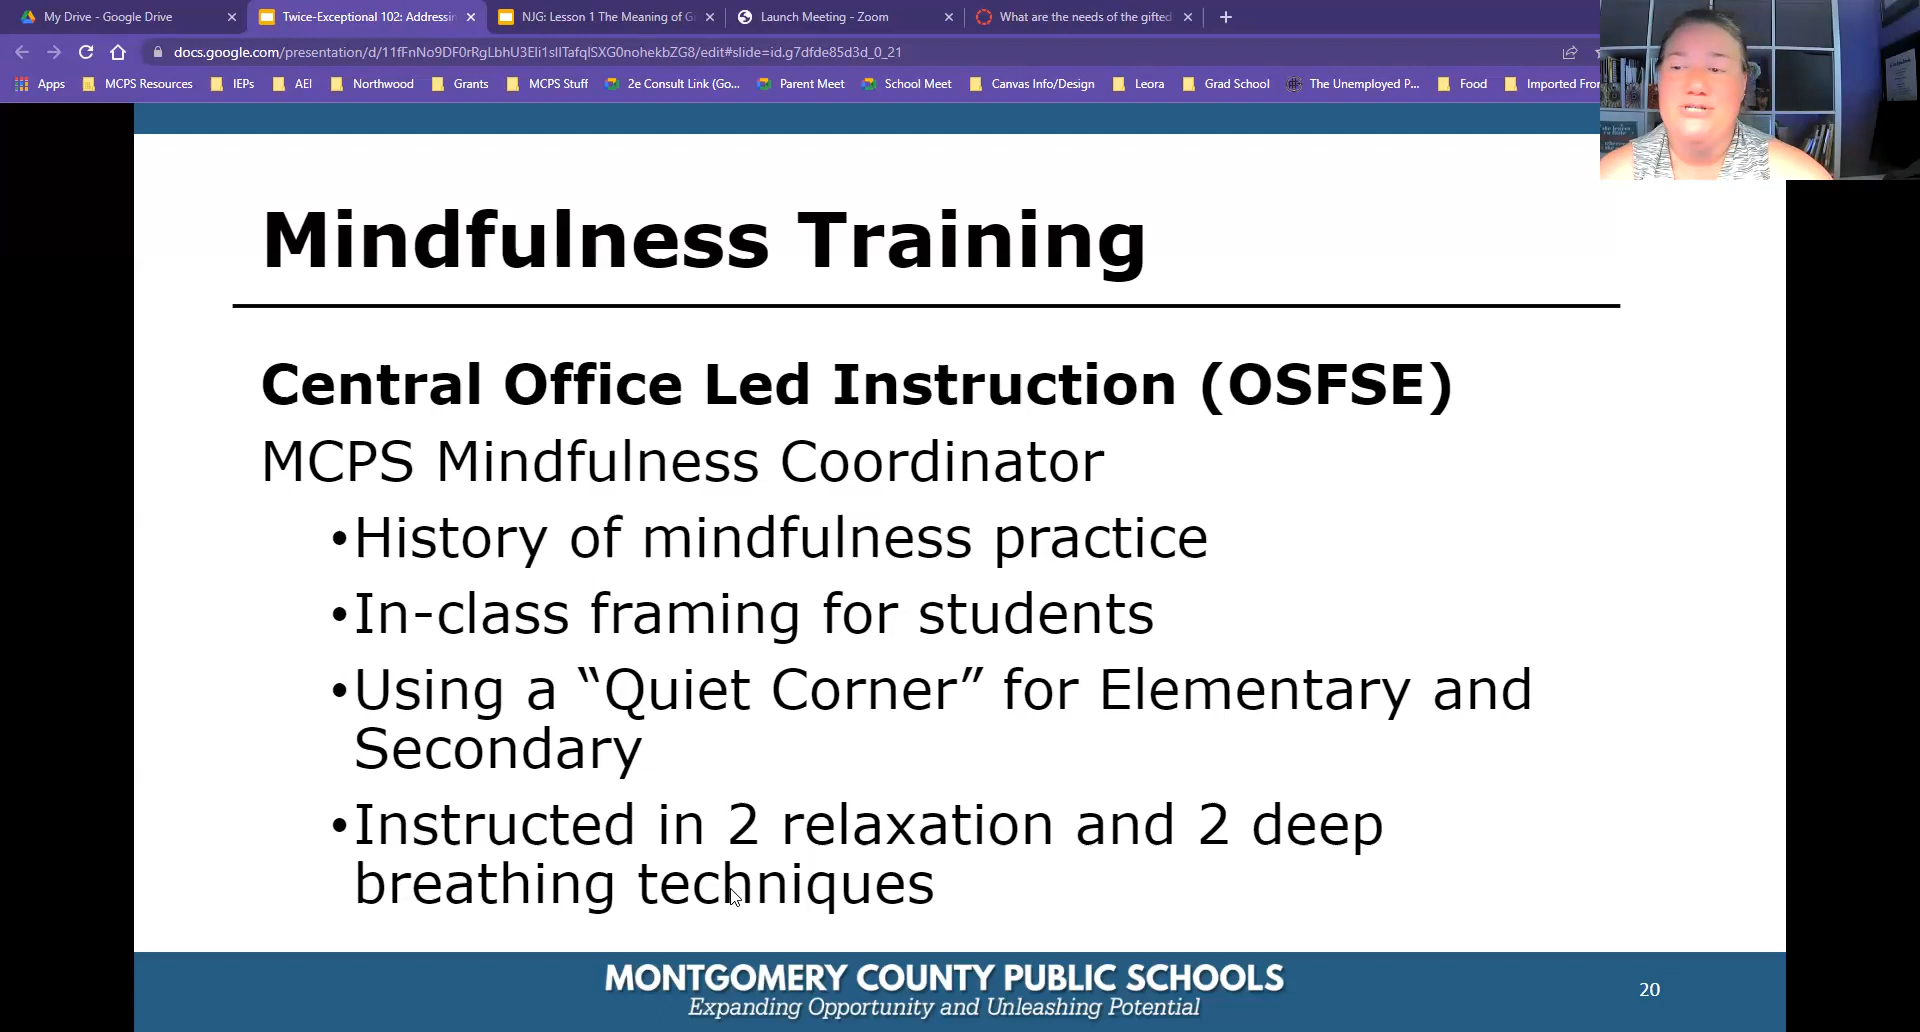 My Drive - Google Drive
Twice-Exceptional 102: Addressin
NJG: Lesson 1 The Meaning of G
Launch Meeting - Zoom
What are the needs of the gifted
docs.google.com/presentation/d/11fFnNo9DF0rRgLbhU3Eli1sllTafqlSXG0nohekbZG8/edit#slide=id.g7dfde85d3d_0_21
Apps
MCPS Resources
IEPs
AEI
Northwood
Grants
MCPS Stuff
2e Consult Link (Go...
Parent Meet
School Meet
Canvas Info/Design
Leora
Grad School
The Unemployed P...
Food
Imported Fro
Mindfulness Training
Central Office Led Instruction (OSFSE)
MCPS Mindfulness Coordinator
•History of mindfulness practice
•In-class framing for students
•Using a “Quiet Corner” for Elementary and
Secondary
•Instructed in 2 relaxation and 2 deep
breathing techniques
MONTGOMERY COUNTY PUBLIC SCHOOLS
Expanding Opportunity and Unleashing Potential
20